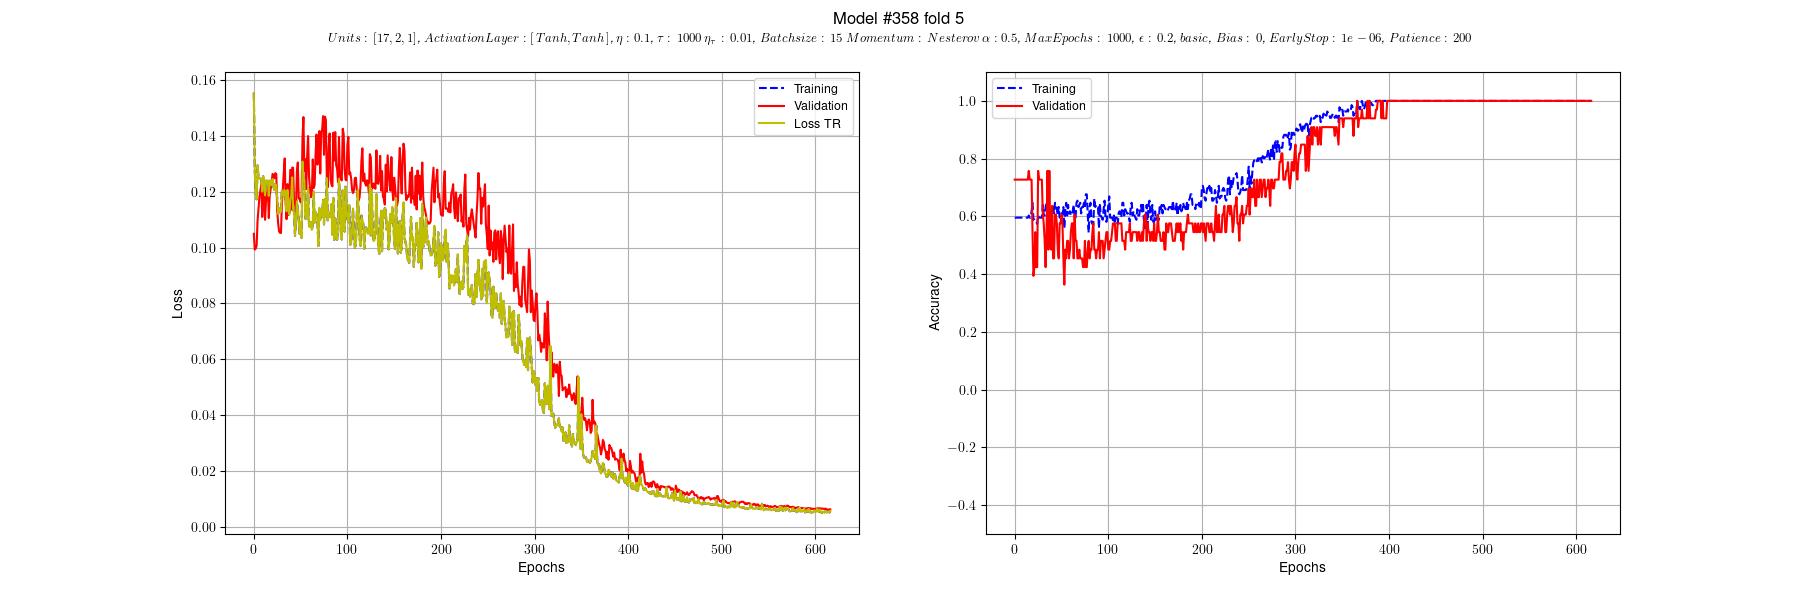 Model #358 fold 5
Units : [17, 2, 1], ActivationLayer : [Tanh, Tanh], η : 0.1, τ : 1000 ητ : 0.01, Batchsize : 15 Momentum : Nesterov α : 0.5, MaxEpochs : 1000, ϵ : 0.2, basic, Bias : 0, EarlyStop : 1e − 06, Patience : 200
0.16
0.14
0.12
0.10
0.08
0.06
0.04
0.02
0.00
Loss
Training
Validation
Loss TR
0 100 200 300 400 500 600
Epochs
1.0
0.8
0.6
0.4
0.2
0.0
−0.2
−0.4
Accuracy
Training
Validation
0 100 200 300 400 500 600
Epochs